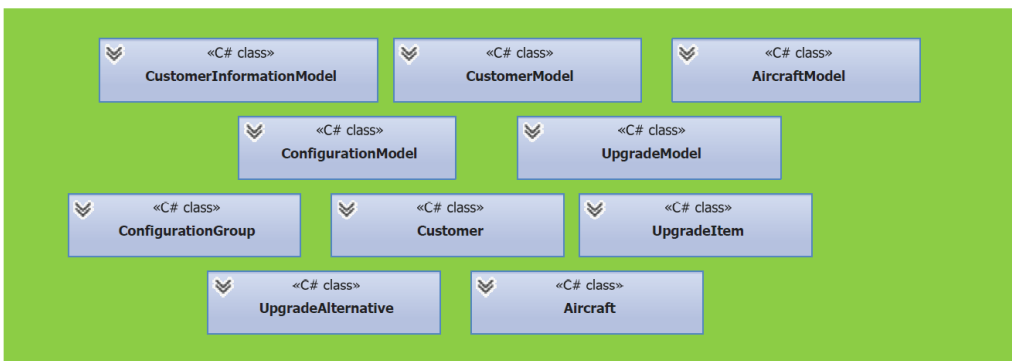 «C# class»
CustomerInformationModel
«C# class»
CustomerModel
«C# class»
AircraftModel
«C# class»
ConfigurationModel
«C# class»
UpgradeModel
«C# class»
ConfigurationGroup
«C# class»
Customer
«C# class»
UpgradeItem
«C# class»
UpgradeAlternative
«C# class»
Aircraft